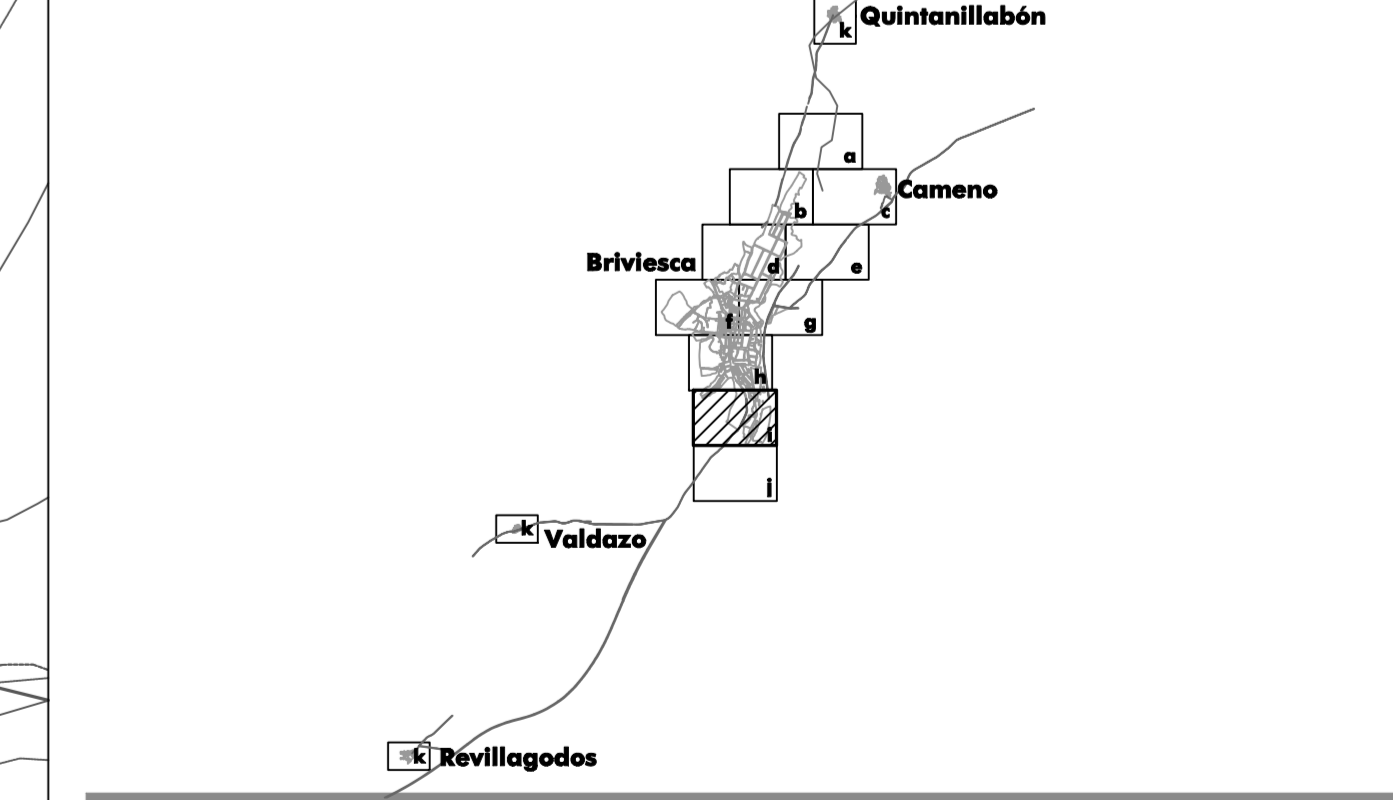 Quintanillabón
k
a
Cameno
b
c
Briviesca
d
e
f
g
h
i
j
k
Valdazo
k
Revillagodos